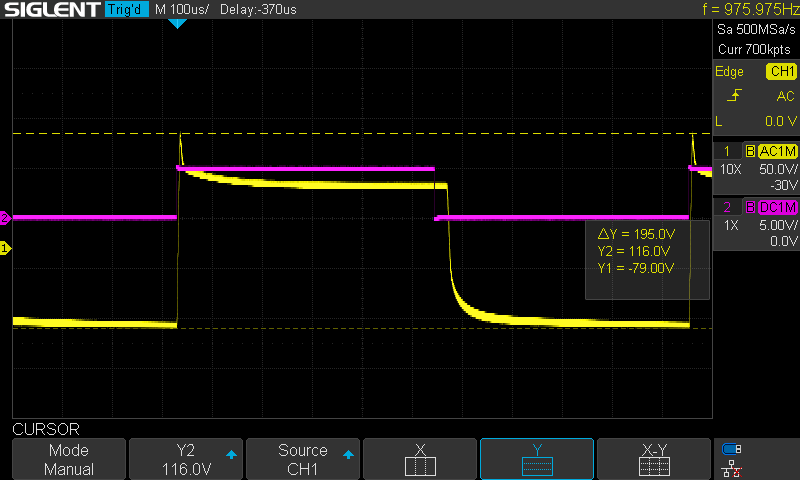 SIGLENT Trig'd M 100us/ Delay:-370us f = 975.975Hz
Sa 500MSa/s
Curr 700kpts
Edge CH1
AC
L 0.0 V
1 B AC1M
10X 50.0V/
-30V
2 B DC1M
1X 5.00V/
0.0V
2
1
△Y = 195.0V
Y2 = 116.0V
Y1 = -79.00V
CURSOR
Mode
Manual
Y2
116.0V
Source
CH1
X
Y
X-Y